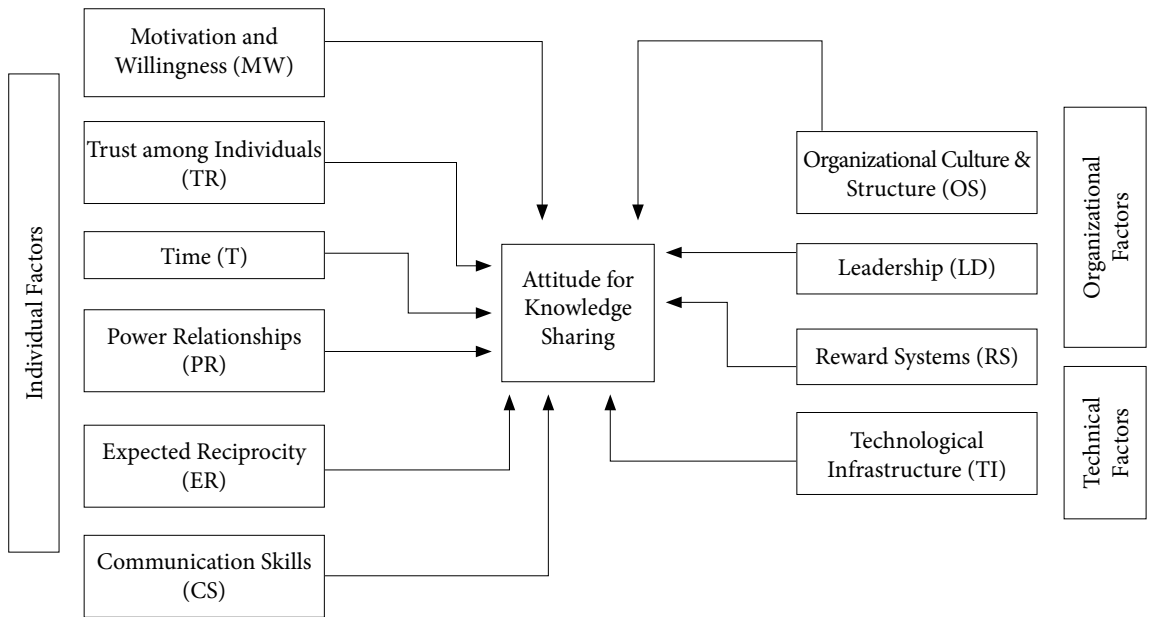 Individual Factors
Motivation and
Willingness (MW)
Trust among Individuals
(TR)
Time (T)
Power Relationships
(PR)
Expected Reciprocity
(ER)
Communication Skills
(CS)
Attitude for
Knowledge
Sharing
Organizational Culture &
Structure (OS)
Leadership (LD)
Reward Systems (RS)
Technological
Infrastructure (TI)
Organizational
Factors
Technical
Factors